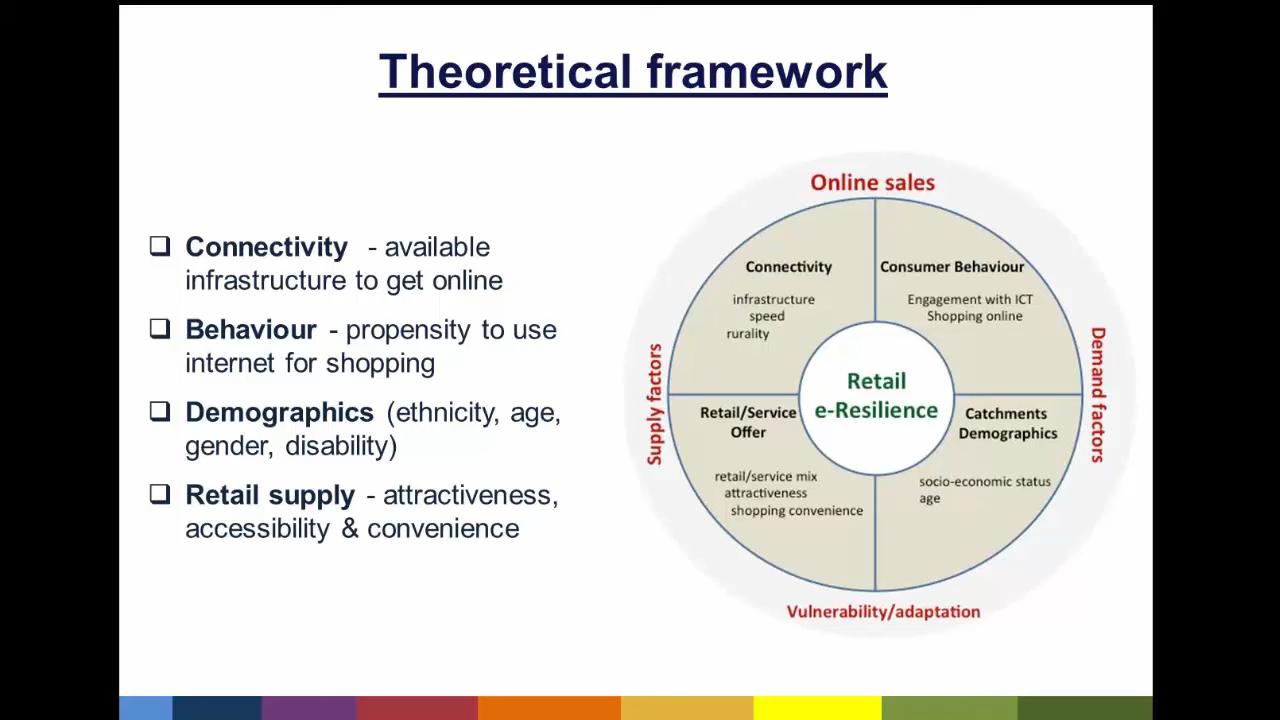 Theoretical framework
❑ Connectivity - available
infrastructure to get online
❑ Behaviour - propensity to use
internet for shopping
❑ Demographics (ethnicity, age,
gender, disability)
❑ Retail supply - attractiveness,
accessibility & convenience
Online sales
Connectivity
infrastructure
speed
rurality
Consumer Behaviour
Engagement with ICT
Shopping online
Supply factors
Demand factors
Retail
e-Resilience
Retail/Service
Offer
retail/service mix
attractiveness
shopping convenience
Catchments
Demographics
socio-economic status
age
Vulnerability/adaptation